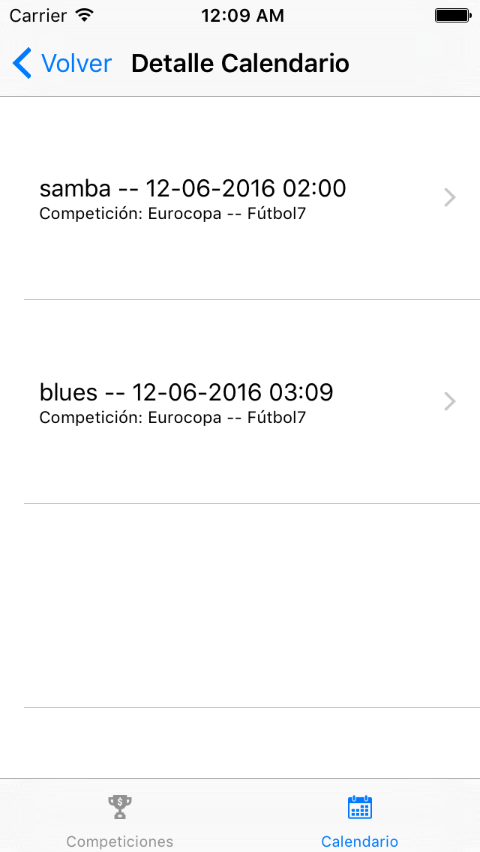 Carrier 12:09 AM
Volver Detalle Calendario
samba -- 12-06-2016 02:00
Competición: Eurocopa -- Fútbol7
blues -- 12-06-2016 03:09
Competición: Eurocopa -- Fútbol7
Competiciones Calendario